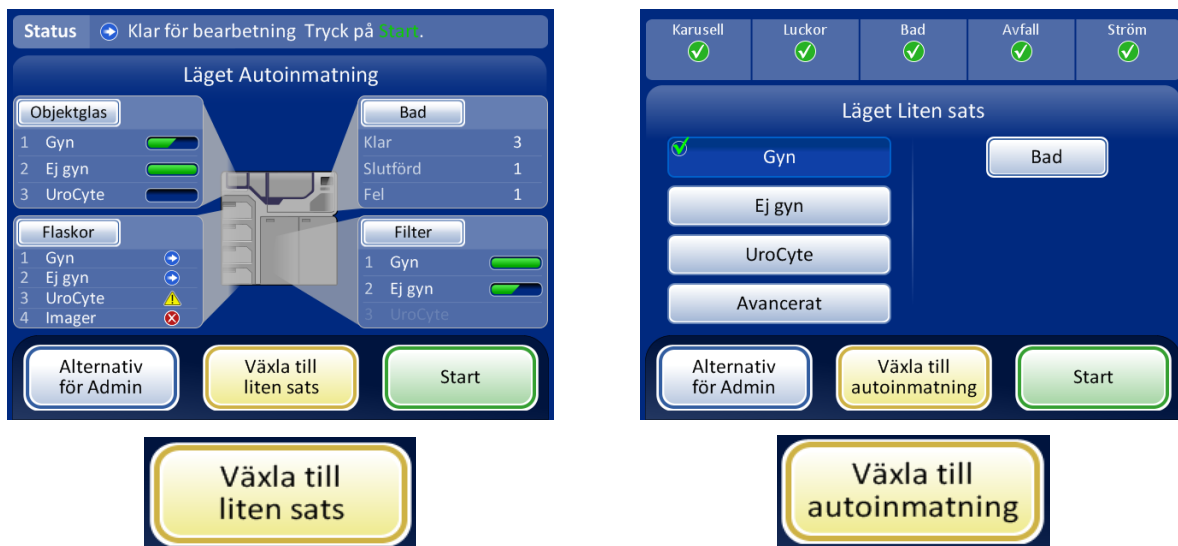 Status Klar för bearbetning Tryck på Start.
Läget Autoinmatning
Objektglas
1 Gyn
2 Ej gyn
3 UroCyte
Bad
Klar 3
Slutförd 1
Fel 1
Flaskor
1 Gyn
2 Ej gyn
3 UroCyte
4 Imager
Filter
1 Gyn
2 Ej gyn
3 UroCyte
Alternativ
för Admin
Växla till
liten sats
Start
Växla till
liten sats
Karusell Luckor Bad Avfall Ström
Läget Liten sats
Gyn
Ej gyn
UroCyte
Avancerat
Bad
Alternativ
för Admin
Växla till
autoinmatning
Start
Växla till
autoinmatning